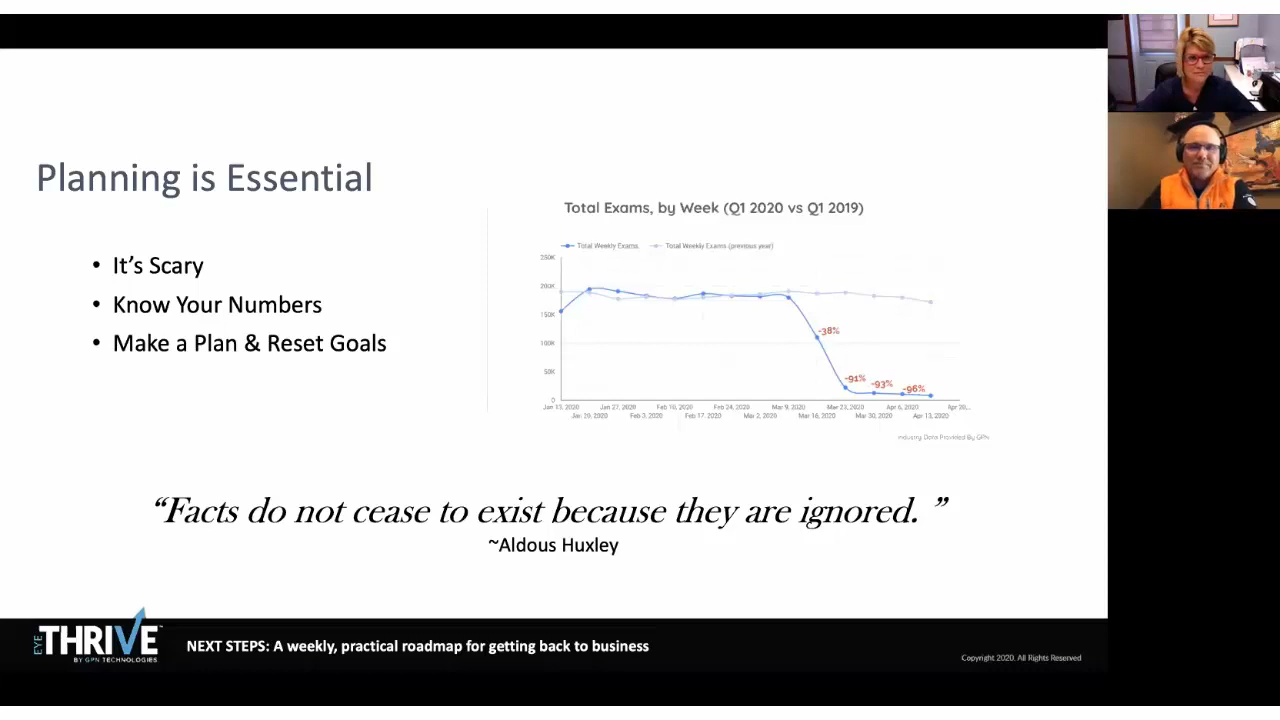 Planning is Essential
• It's Scary
• Know Your Numbers
• Make a Plan & Reset Goals
Total Exams, by Week (Q1 2020 vs Q1 2019)
Total Weekly Exams Total Weekly Exams (previous year)
250K
200K
150K
100K
50K
0
-38%
-91%
-93%
-96%
Jan 13, 2020 Jan 27, 2020 Feb 10, 2020 Feb 24, 2020 Mar 9, 2020 Mar 23, 2020 Apr 6, 2020 Apr 20,...
Jan 20, 2020 Feb 3, 2020 Feb 17, 2020 Mar 2, 2020 Mar 16, 2020 Mar 30, 2020 Apr 13, 2020
Industry Data Provided By GPN
“Facts do not cease to exist because they are ignored. ”
~Aldous Huxley
EYE
THRIVE™
BY GPN TECHNOLOGIES
NEXT STEPS: A weekly, practical roadmap for getting back to business
Copyright 2020. All Rights Reserved